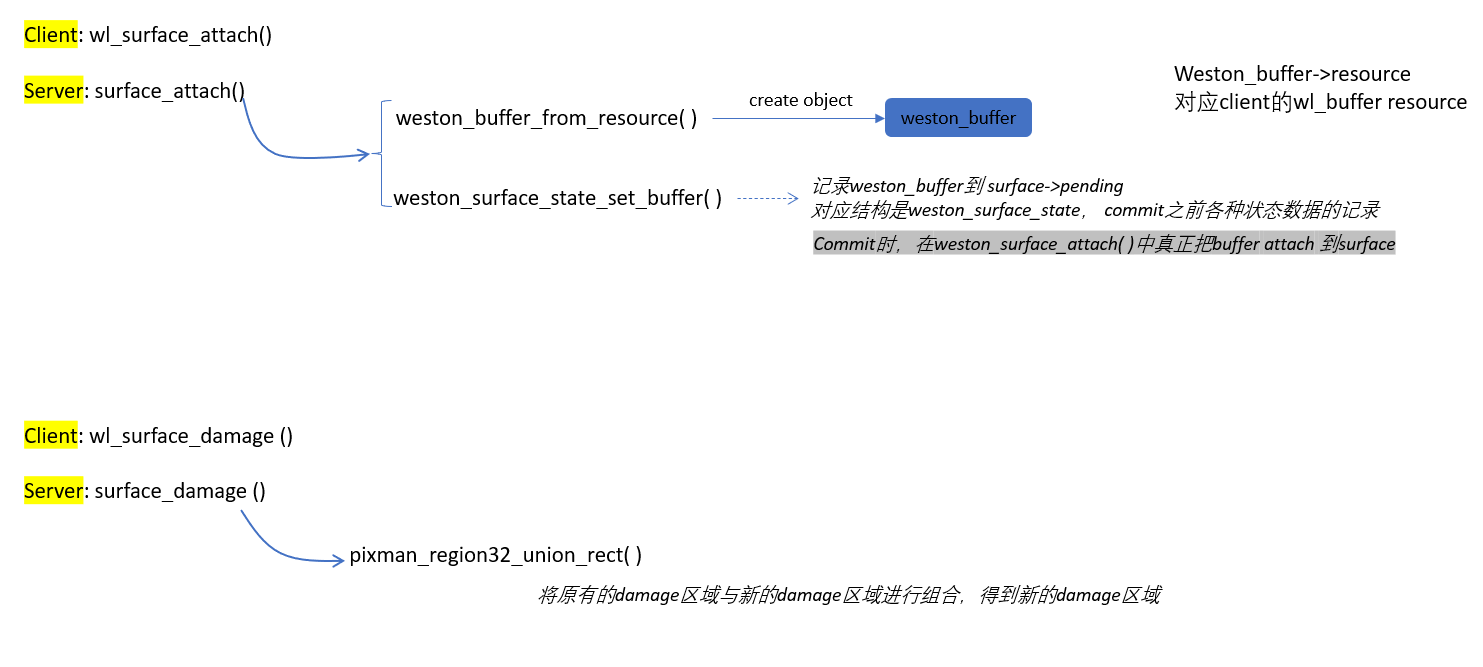 Client: wl_surface_attach()
Server: surface_attach()
weston_buffer_from_resource( )
create object
weston_buffer
Weston_buffer->resource
对应client的wl_buffer resource
weston_surface_state_set_buffer( )
记录weston_buffer到 surface->pending
对应结构是weston_surface_state， commit之前各种状态数据的记录
Commit时，在weston_surface_attach( )中真正把buffer attach 到surface
Client: wl_surface_damage ()
Server: surface_damage ()
pixman_region32_union_rect( )
将原有的damage区域与新的damage区域进行组合，得到新的damage区域